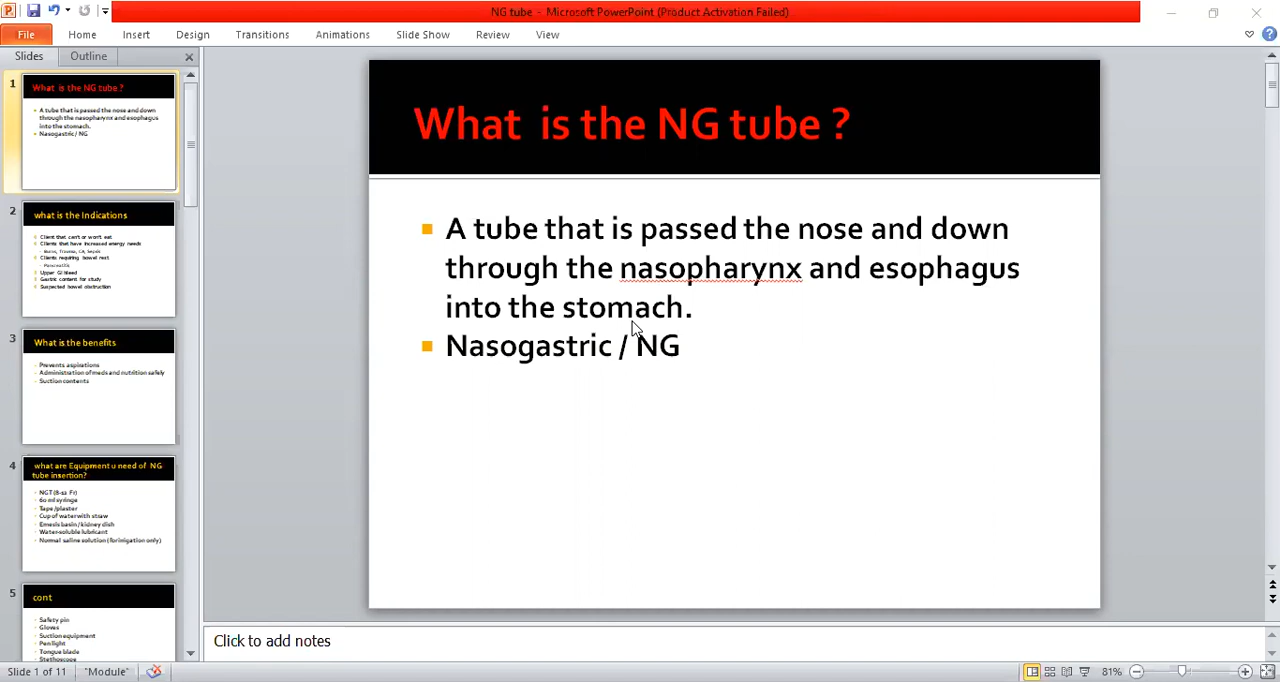 NG tube - Microsoft PowerPoint (Product Activation Failed)
File Home Insert Design Transitions Animations Slide Show Review View
Slides Outline
1
What is the NG tube ?
A tube that is passed the nose and down
through the nasopharynx and esophagus
into the stomach.
Nasogastric / NG
2
what is the Indications
Client that can't or won't eat
Clients that have increased energy needs
Burns, Trauma, CA, Sepsis
Clients requiring bowel rest
Pancreatitis
Upper GI bleed
Gastric content for study
Suspected bowel obstruction
3
What is the benefits
Prevents aspirations
Administration of meds and nutrition safely
Suction contents
4
what are Equipment u need of NG
tube insertion?
NGT (8-12 Fr)
60 ml syringe
Tape /plaster
Cup of water with straw
Emesis basin / kidney dish
Water-soluble lubricant
Normal saline solution (for irrigation only)
5
cont
Safety pin
Gloves
Suction equipment
Pen light
Tongue blade
Stethoscope
What is the NG tube ?
A tube that is passed the nose and down
through the nasopharynx and esophagus
into the stomach.
Nasogastric / NG
Click to add notes
Slide 1 of 11 "Module" 81%